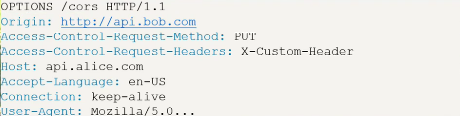 OPTIONS /cors HTTP/1.1
Origin: http://api.bob.com
Access-Control-Request-Method: PUT
Access-Control-Request-Headers: X-Custom-Header
Host: api.alice.com
Accept-Language: en-US
Connection: keep-alive
User-Agent: Mozilla/5.0...